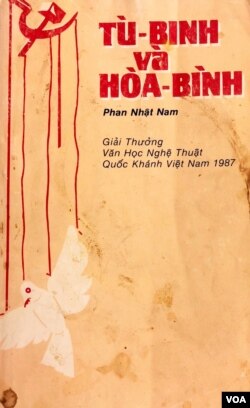 TÙ-BINH
và
HÒA-BÌNH
Phan Nhật Nam
Giải Thưởng
Văn Học Nghệ Thuật
Quốc Khánh Việt Nam 1987
VOA